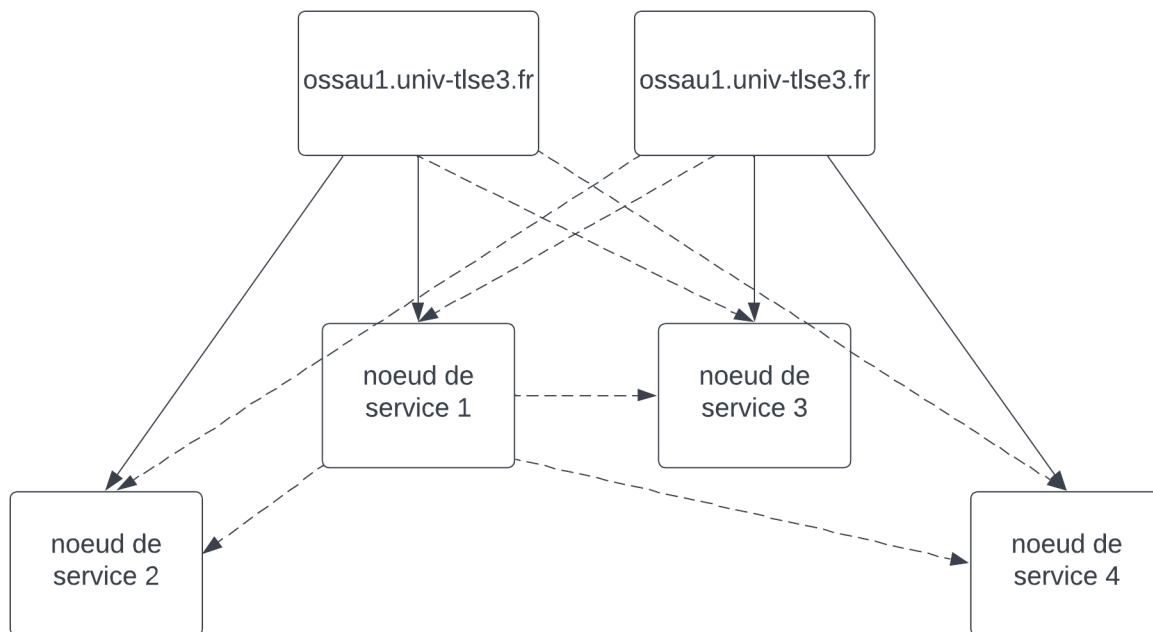 ossau1.univ-tlse3.fr
ossau1.univ-tlse3.fr
noeud de
service 1
noeud de
service 3
noeud de
service 2
noeud de
service 4